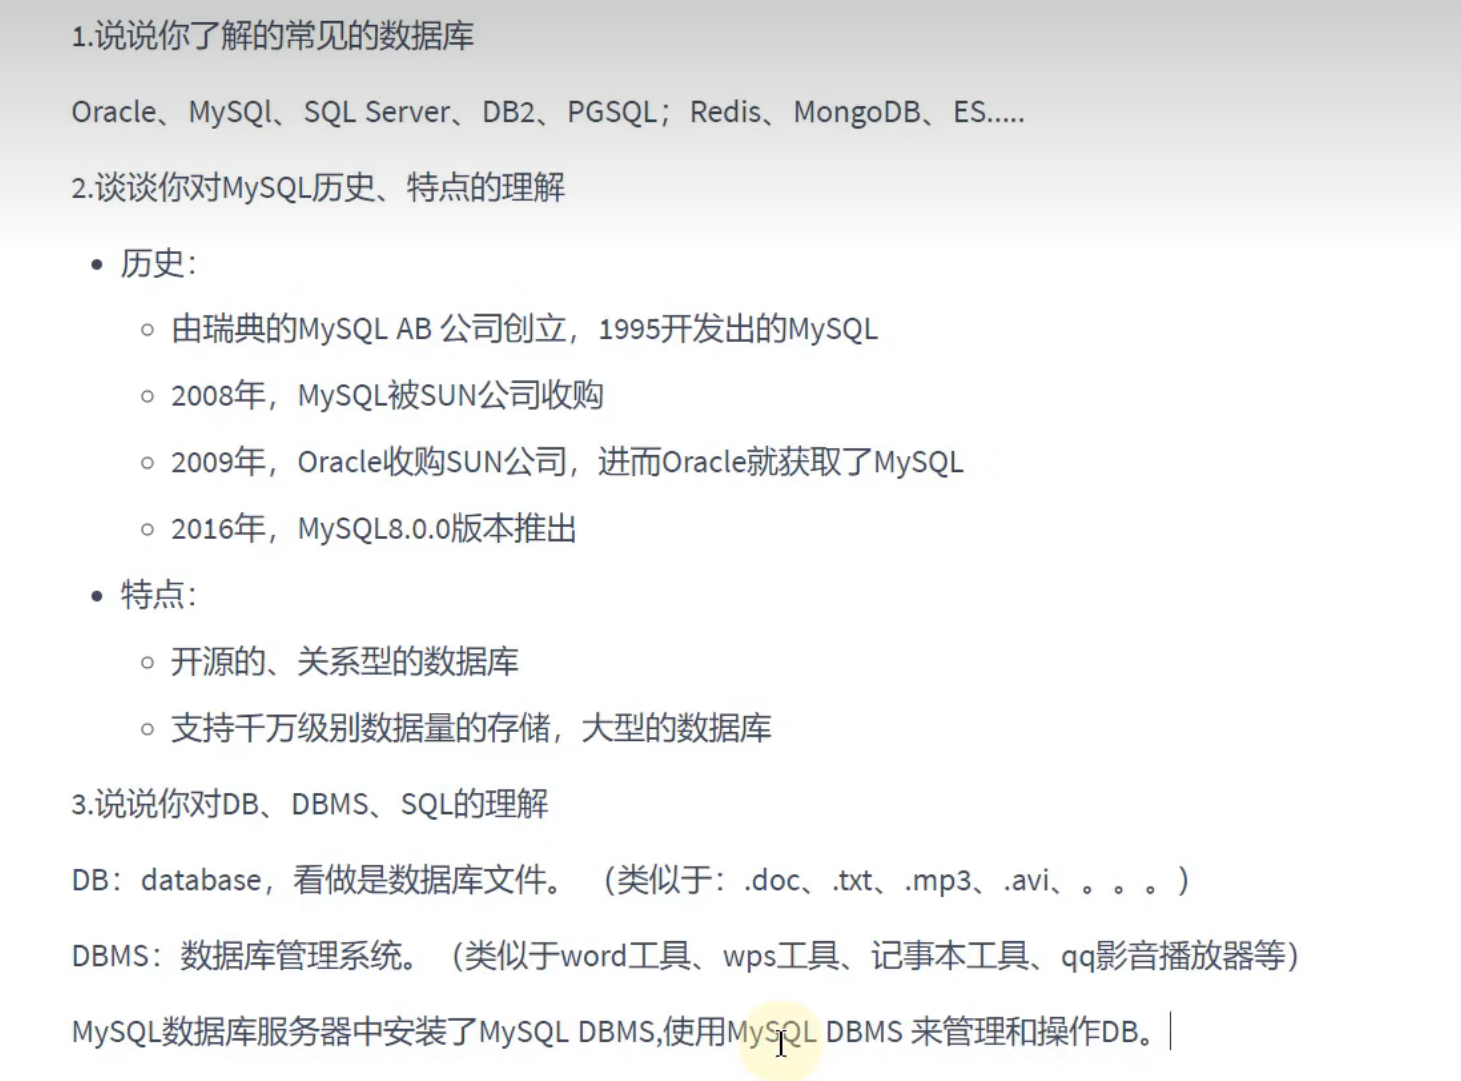 1.说说你了解的常见的数据库
Oracle、MySQl、SQL Server、DB2、PGSQL；Redis、MongoDB、ES.....
2.谈谈你对MySQL历史、特点的理解
历史：
由瑞典的MySQL AB 公司创立，1995开发出的MySQL
2008年，MySQL被SUN公司收购
2009年，Oracle收购SUN公司，进而Oracle就获取了MySQL
2016年，MySQL8.0.0版本推出
特点：
开源的、关系型的数据库
支持千万级别数据量的存储，大型的数据库
3.说说你对DB、DBMS、SQL的理解
DB：database，看做是数据库文件。 （类似于：.doc、.txt、.mp3、.avi、。。。）
DBMS：数据库管理系统。（类似于word工具、wps工具、记事本工具、qq影音播放器等）
MySQL数据库服务器中安装了MySQL DBMS,使用MySQL DBMS 来管理和操作DB。